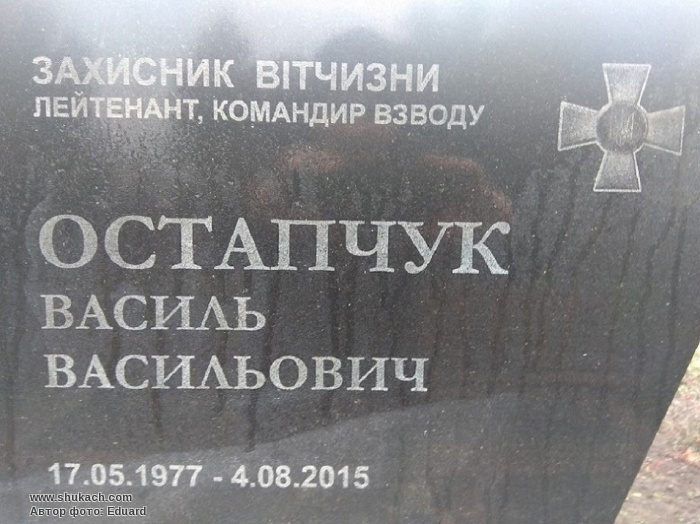 ЗАХИСНИК ВІТЧИЗНИ
ЛЕЙТЕНАНТ, КОМАНДИР ВЗВОДУ
ОСТАПЧУК
ВАСИЛЬ
ВАСИЛЬОВИЧ
17.05.1977 - 4.08.2015
www.shukach.com
Автор фото: Eduard